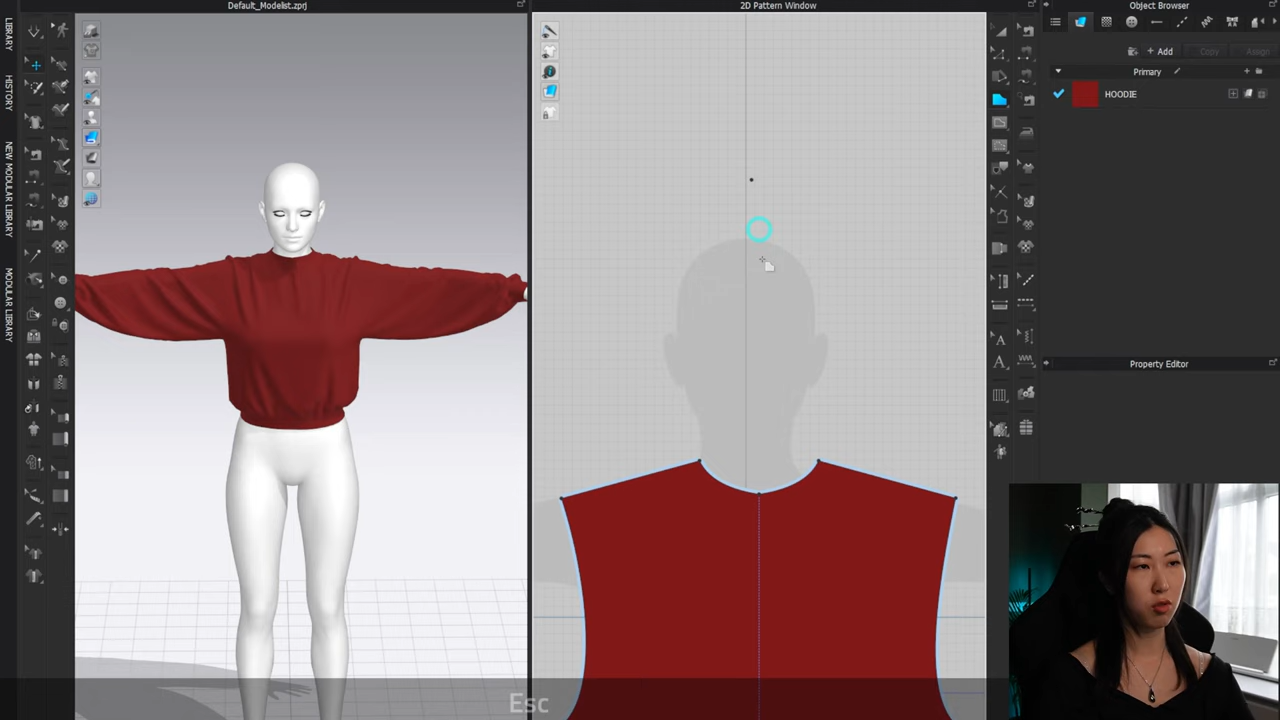 Default_Modelist.zprj
2D Pattern Window
Object Browser
LIBRARY
HISTORY
NEW MODULAR LIBRARY
MODULAR LIBRARY
+ Add
Copy
Assign
Primary
HOODIE
Property Editor
Esc